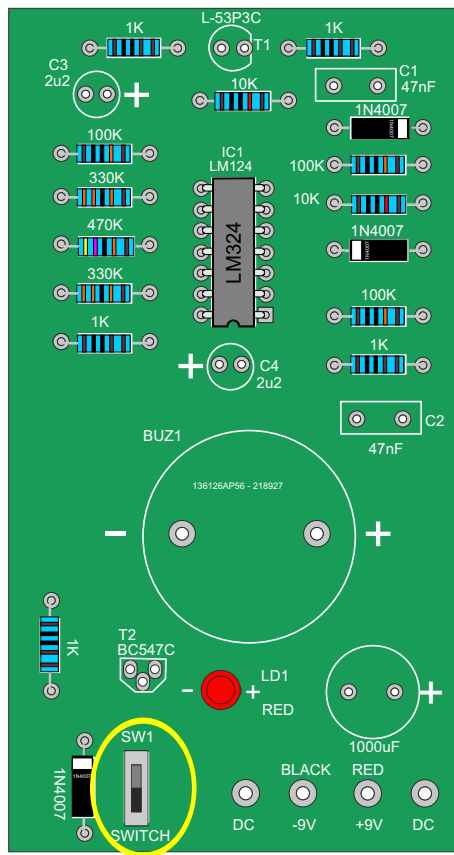 L-53P3C
1K
T1
1K
C3
2u2
+
10K
C1
47nF
1N4007
1N4007
100K
IC1
LM124
LM324
100K
330K
10K
470K
1N4007
1N4007
330K
100K
1K
1K
+
C4
2u2
C2
47nF
BUZ1
136126AP56 - 218927
-
+
1K
T2
BC547C
LD1
-
+
RED
+
1000uF
SW1
1N4007
1N4007
SWITCH
BLACK
RED
DC
-9V
+9V
DC